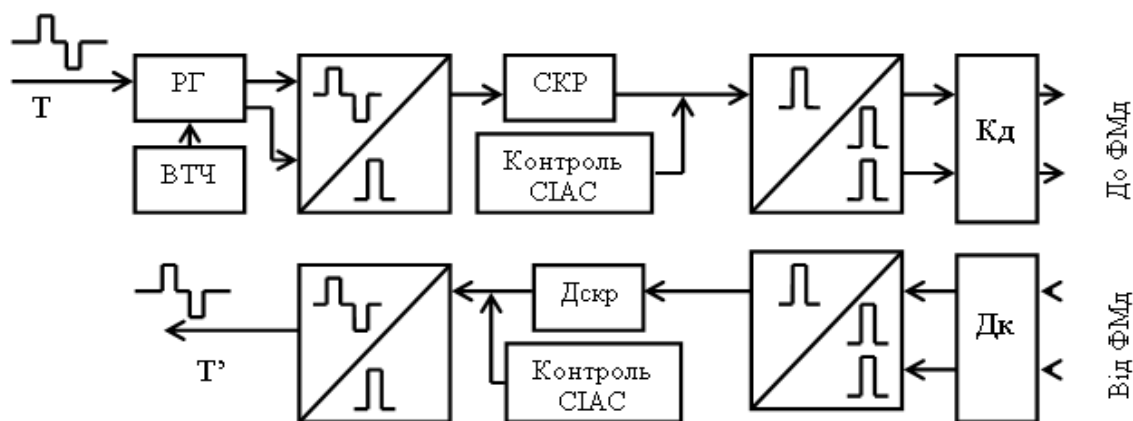 Т
РГ
ВТЧ
СКР
Контроль
СІАС
Кд
До ФМд
Т’
Дскр
Контроль
СІАС
Дк
Від ФМд